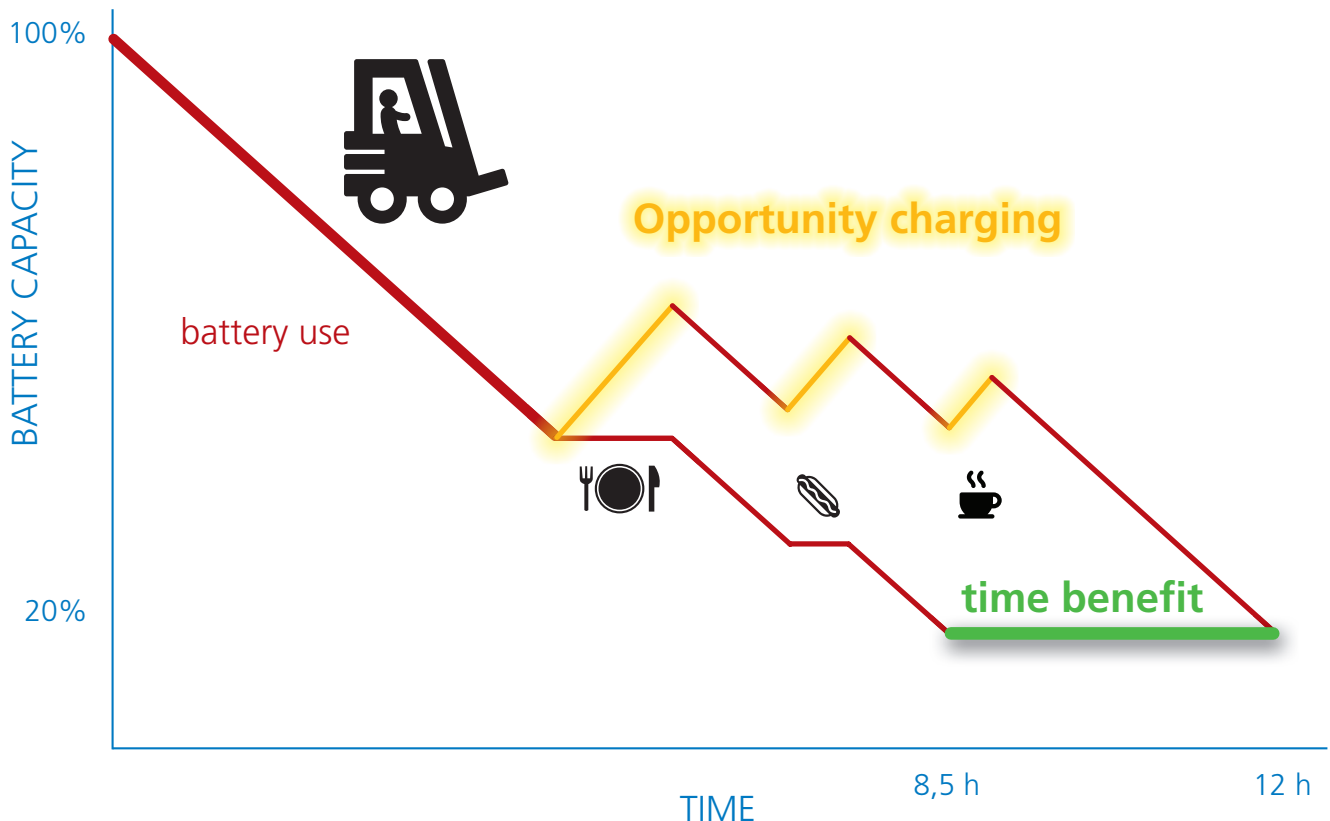 100%
BATTERY CAPACITY
Opportunity charging
battery use
time benefit
20%
8,5 h
12 h
TIME